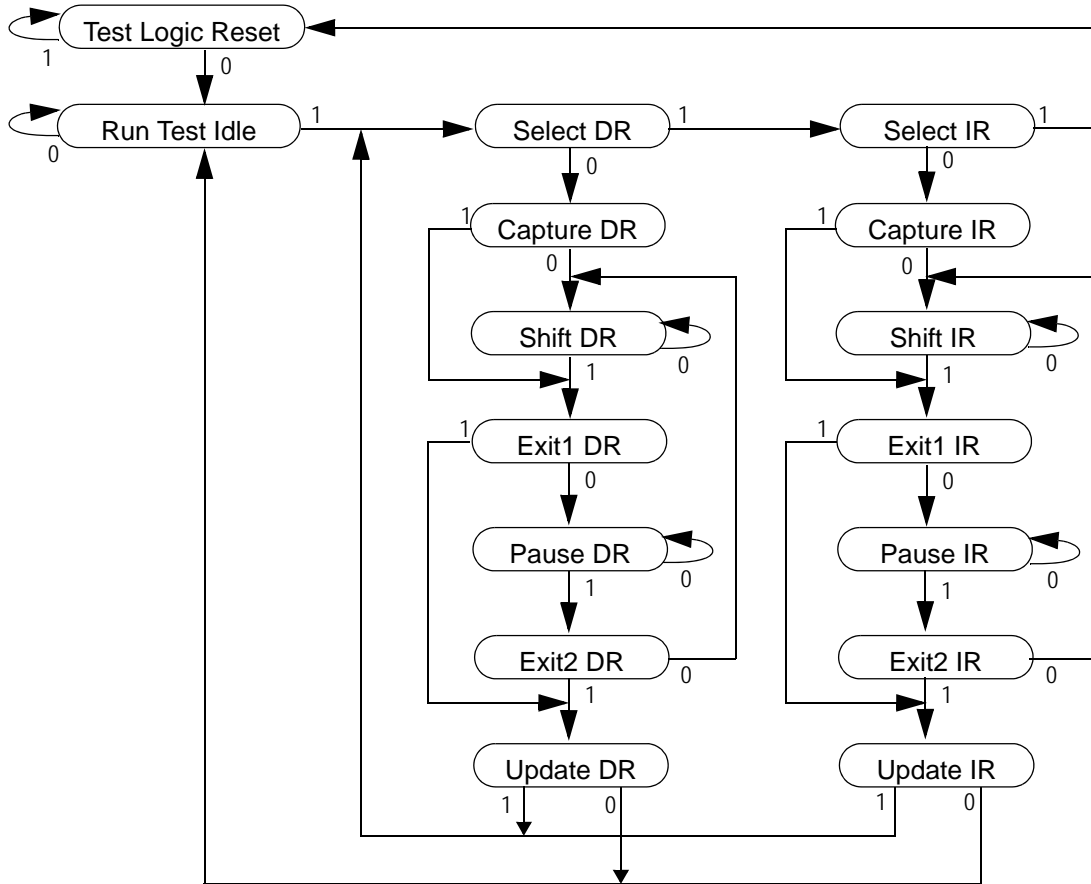 Test Logic Reset
1
0
Run Test Idle
1
Select DR
1
Select IR
1
0
0
0
1
Capture DR
1
Capture IR
0
0
Shift DR
0
Shift IR
0
1
1
1
Exit1 DR
1
Exit1 IR
0
0
Pause DR
0
Pause IR
0
1
1
Exit2 DR
0
Exit2 IR
0
1
1
Update DR
Update IR
1
0
1
0